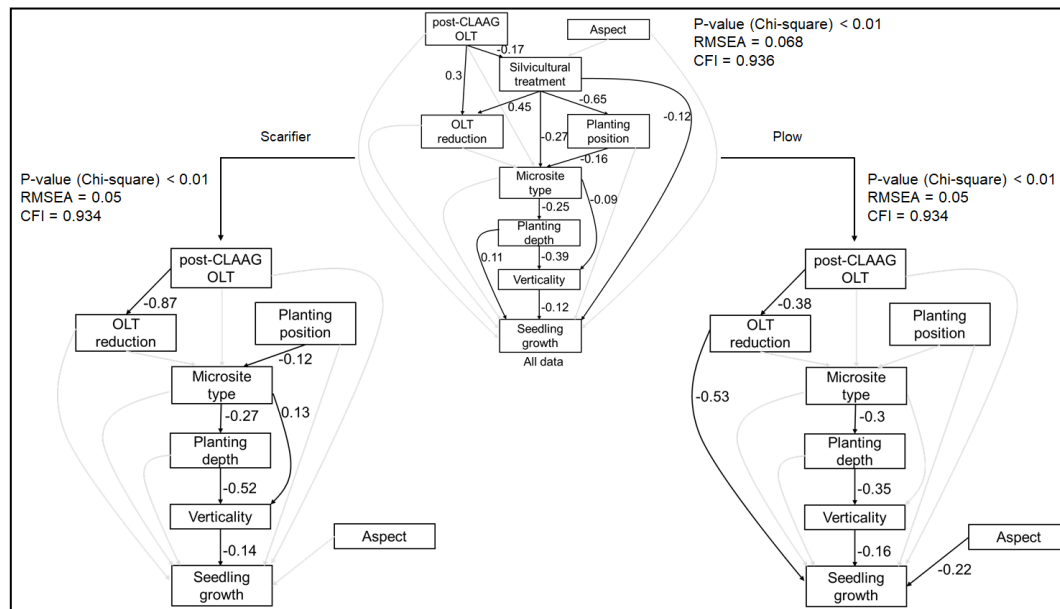 post-CLAAG
OLT
Aspect
P-value (Chi-square) < 0.01
RMSEA = 0.068
CFI = 0.936
-0.17
Silvicultural
treatment
0.3
0.45
-0.65
-0.12
OLT
reduction
-0.27
Planting
position
-0.16
Microsite
type
-0.25
-0.09
Planting
depth
0.11
-0.39
Verticality
-0.12
Seedling
growth
All data
Scarifier
P-value (Chi-square) < 0.01
RMSEA = 0.05
CFI = 0.934
post-CLAAG
OLT
-0.87
OLT
reduction
Planting
position
-0.12
Microsite
type
-0.27
0.13
Planting
depth
-0.52
Verticality
-0.14
Aspect
Seedling
growth
Plow
P-value (Chi-square) < 0.01
RMSEA = 0.05
CFI = 0.934
post-CLAAG
OLT
-0.38
OLT
reduction
Planting
position
-0.53
Microsite
type
-0.3
Planting
depth
-0.35
Verticality
-0.16
Aspect
-0.22
Seedling
growth